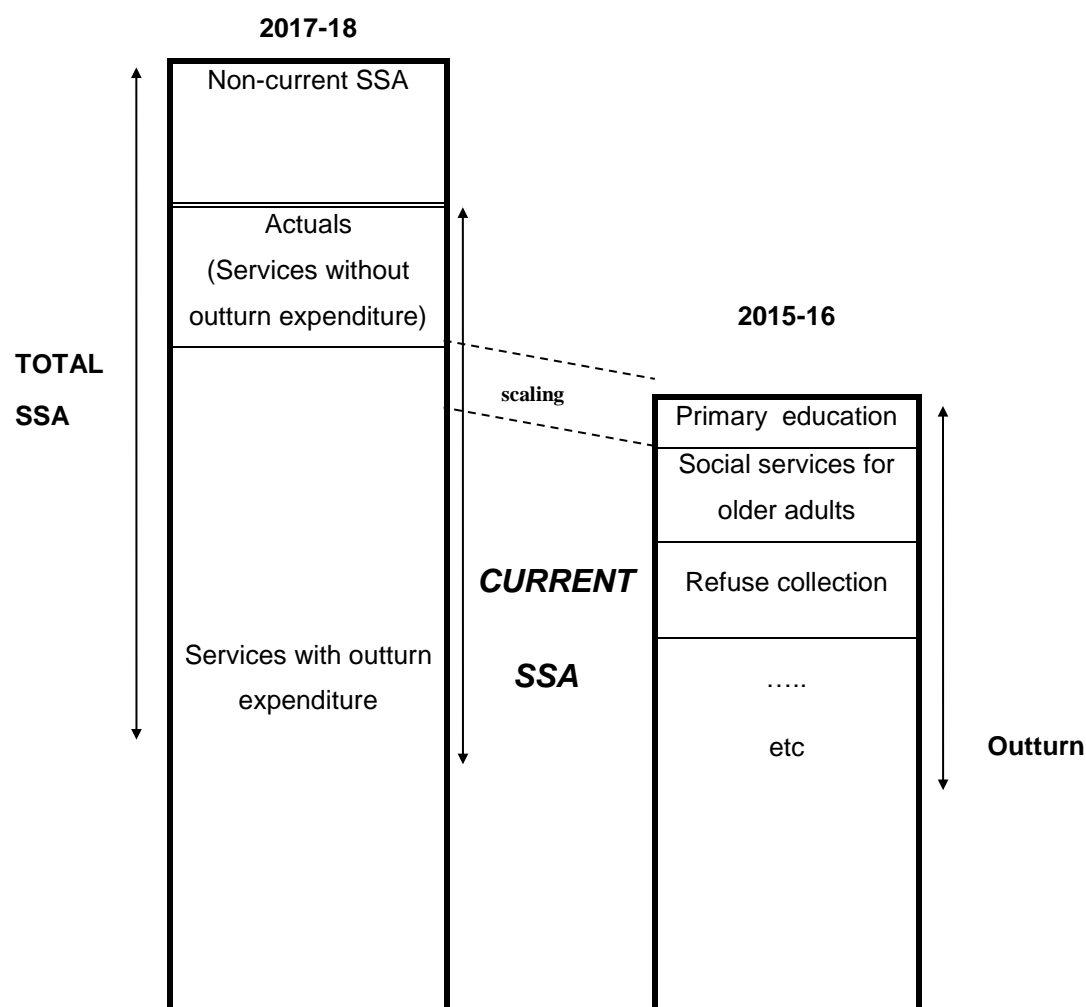 2017-18
Non-current SSA
Actuals
(Services without
outturn expenditure)
2015-16
TOTAL
SSA
scaling
Primary education
Social services for
older adults
CURRENT
Refuse collection
Services with outturn
expenditure
SSA
…..
etc
Outturn